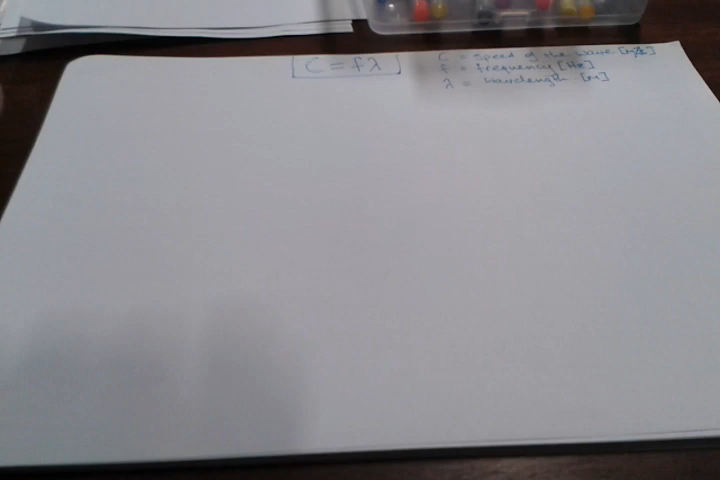 C = fλ
C = speed of the wave [m/s]
f = frequency [Hz]
λ = wavelength [m]